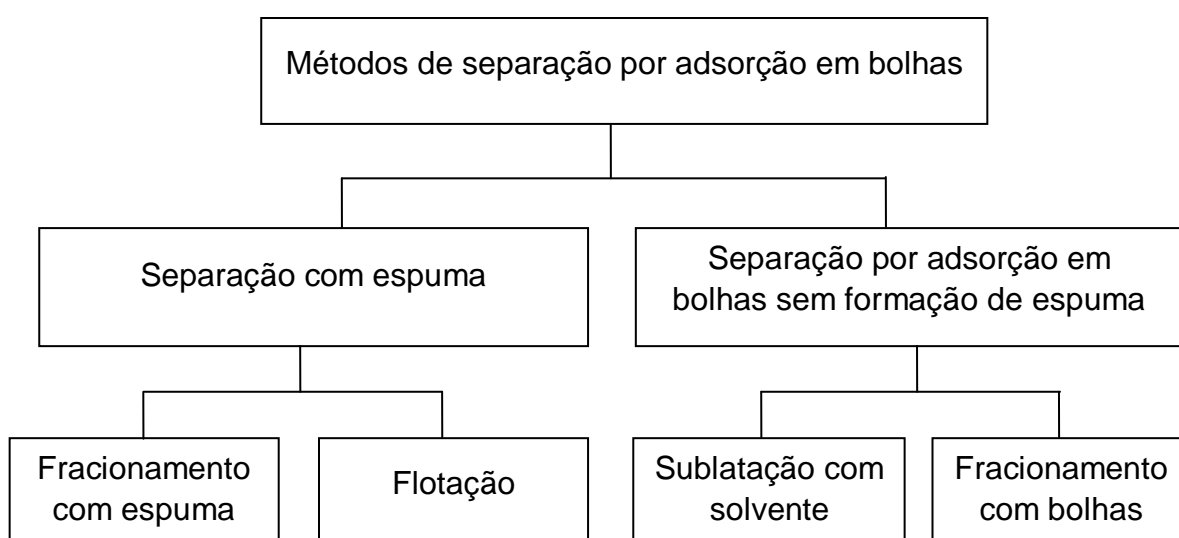 Métodos de separação por adsorção em bolhas
Separação com espuma
Separação por adsorção em
bolhas sem formação de espuma
Fracionamento
com espuma
Flotação
Sublatação com
solvente
Fracionamento
com bolhas